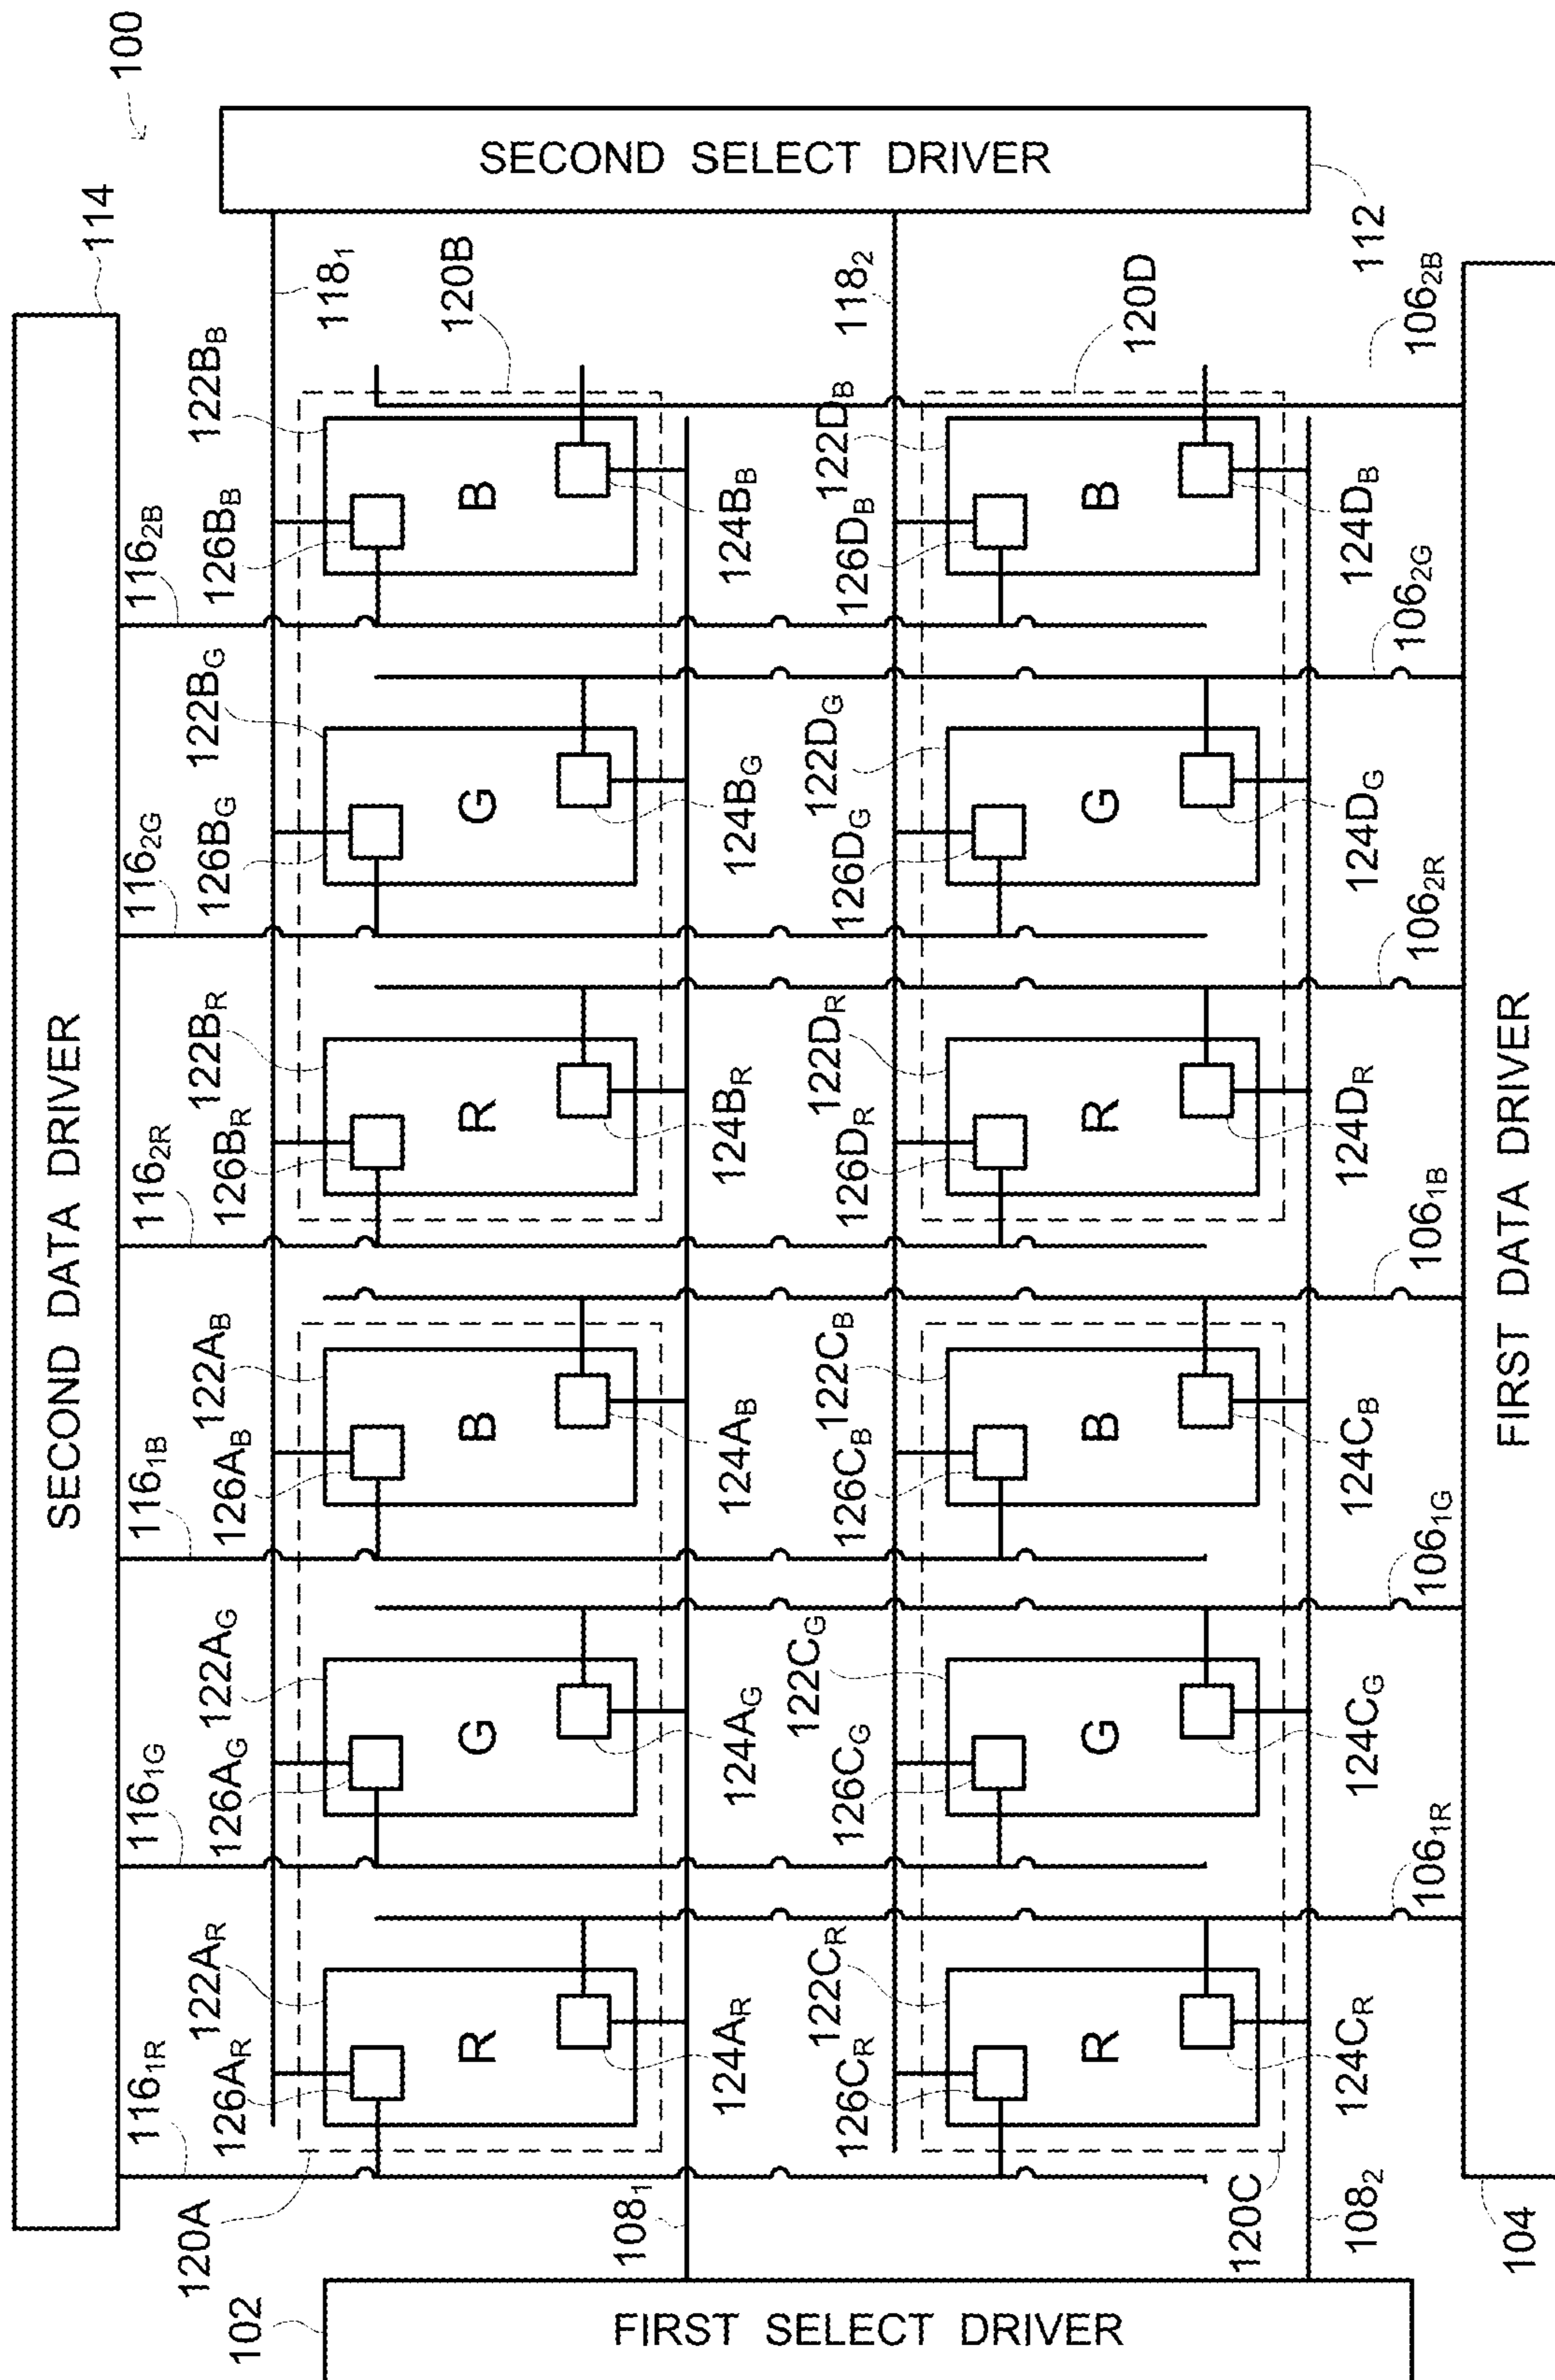 100
SECOND DATA DRIVER
114
116₁R
116₁G
116₁B
116₂R
116₂G
116₂B
126A_R
122A_R
126A_G
122A_G
126A_B
122A_B
126B_R
122B_R
126B_G
122B_G
126B_B
122B_B
120A
118₁
120B
102
FIRST SELECT DRIVER
SECOND SELECT DRIVER
112
R
G
B
R
G
B
108₁
124A_R
124A_G
124A_B
124B_R
124B_G
124B_B
126C_R
122C_R
126C_G
122C_G
126C_B
122C_B
126D_R
122D_R
126D_G
122D_G
126D_B
122D_B
118₂
R
G
B
R
G
B
120D
120C
108₂
124C_R
124C_G
124C_B
124D_R
124D_G
124D_B
106₁R
106₁G
106₁B
106₂R
106₂G
106₂B
104
FIRST DATA DRIVER